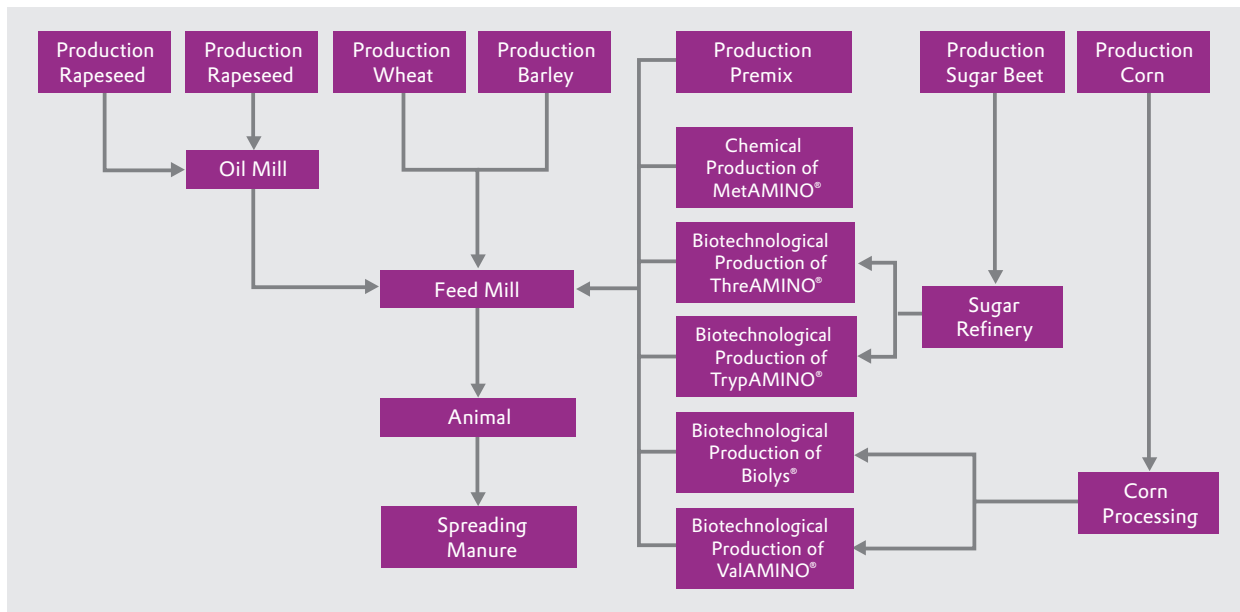 Production
Rapeseed
Production
Rapeseed
Production
Wheat
Production
Barley
Production
Premix
Production
Sugar Beet
Production
Corn
Oil Mill
Chemical
Production of
MetAMINO®
Biotechnological
Production of
ThreAMINO®
Feed Mill
Sugar
Refinery
Biotechnological
Production of
TrypAMINO®
Animal
Biotechnological
Production of
Biolys®
Corn
Processing
Spreading
Manure
Biotechnological
Production of
ValAMINO®